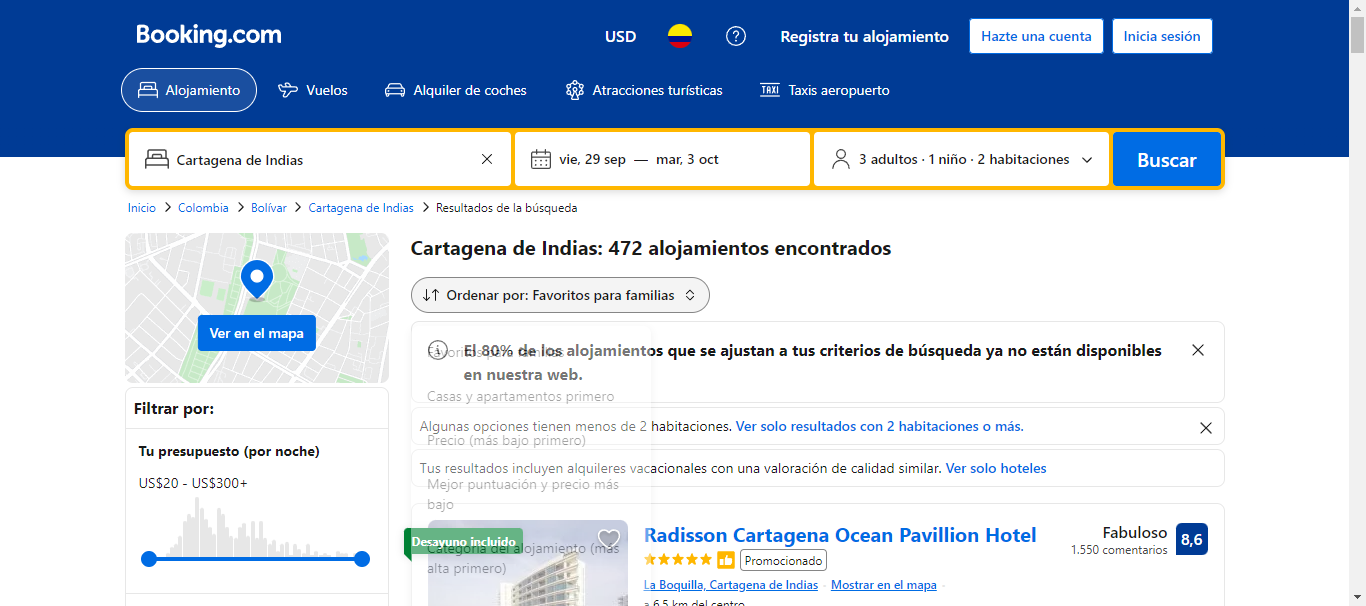 Booking.com
USD
Registra tu alojamiento
Hazte una cuenta
Inicia sesión
Alojamiento
Vuelos
Alquiler de coches
Atracciones turísticas
TAXI Taxis aeropuerto
Cartagena de Indias
vie, 29 sep — mar, 3 oct
3 adultos · 1 niño · 2 habitaciones
Buscar
Inicio > Colombia > Bolívar > Cartagena de Indias > Resultados de la búsqueda
Ver en el mapa
Filtrar por:
Tu presupuesto (por noche)
US$20 - US$300+
Cartagena de Indias: 472 alojamientos encontrados
Ordenar por: Favoritos para familias
El 80% de los alojamientos que se ajustan a tus criterios de búsqueda ya no están disponibles
en nuestra web.
Favoritos para familias
Casas y apartamentos primero
Precio (más bajo primero)
Mejor puntuación y precio más
bajo
Categoría del alojamiento (más
alta primero)
Algunas opciones tienen menos de 2 habitaciones. Ver solo resultados con 2 habitaciones o más.
Tus resultados incluyen alquileres vacacionales con una valoración de calidad similar. Ver solo hoteles
Desayuno incluido
Radisson Cartagena Ocean Pavillion Hotel
Promocionado
Fabuloso
1.550 comentarios
8,6
La Boquilla, Cartagena de Indias
Mostrar en el mapa
a 6,5 km del centro